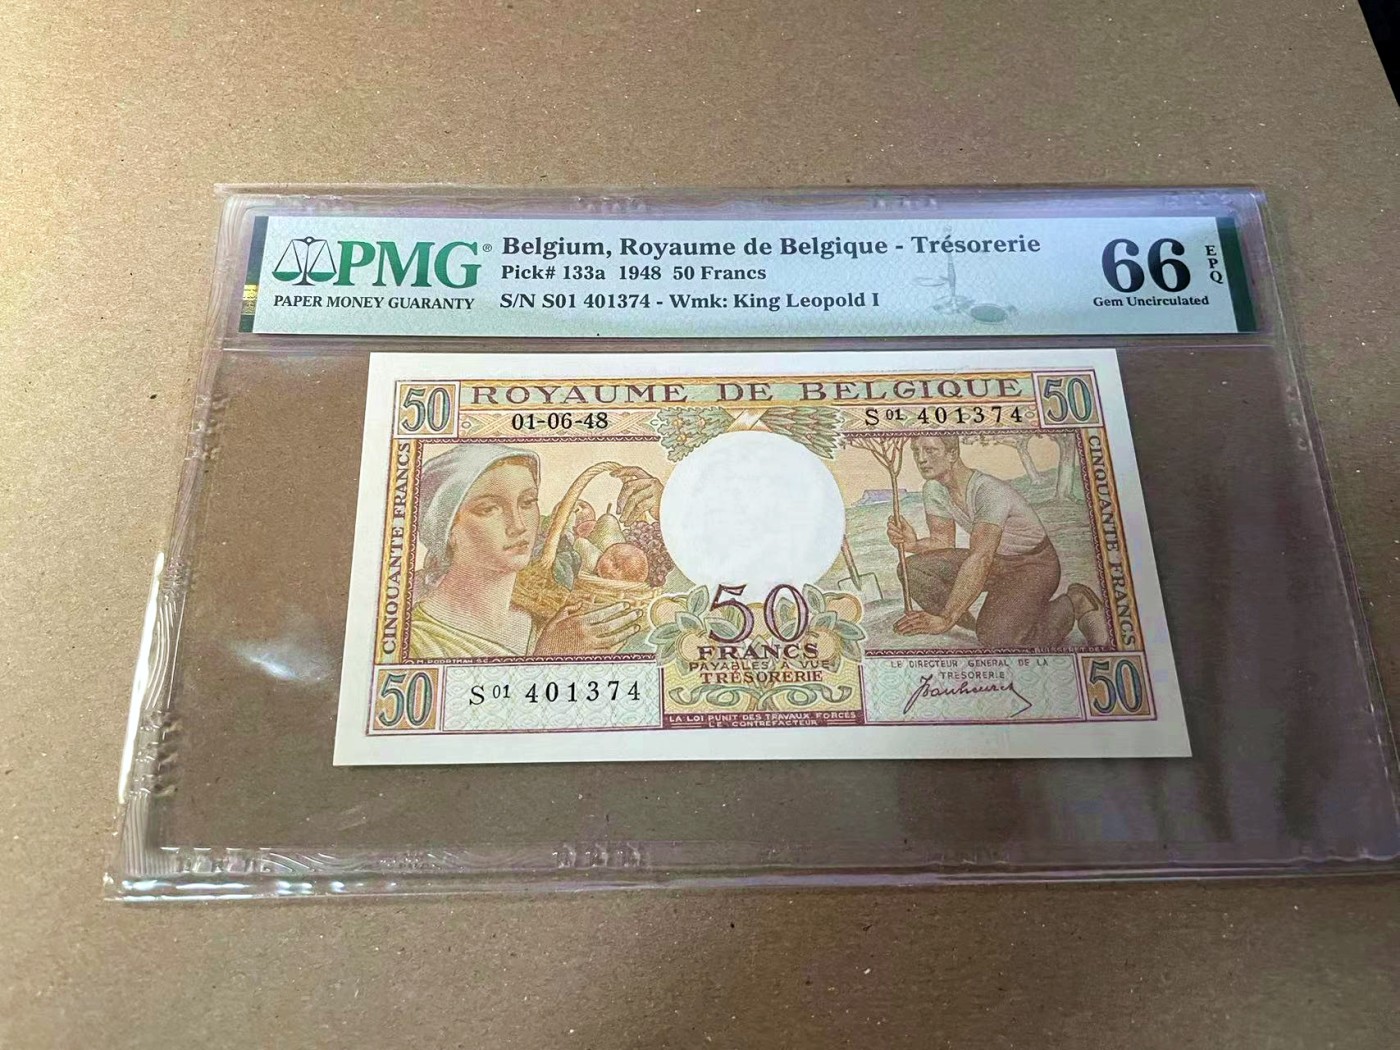 PMG®
PAPER MONEY GUARANTY
Belgium, Royaume de Belgique - Trésorerie
Pick# 133a 1948 50 Francs
S/N S01 401374 - Wmk: King Leopold I
66
EPQ
Gem Uncirculated
50
ROYAUME DE BELGIQUE
50
01-06-48
S 01 401374
CINQUANTE FRANCS
CINQUANTE FRANCS
50
FRANCS
PAYABLES A VUE
TRÉSORERIE
LE DIRECTEUR GENERAL DE LA
TRESORERIE
50
S 01 401374
50
LA LOI PUNIT DES TRAVAUX FORCES
LE CONTREFACTEUR